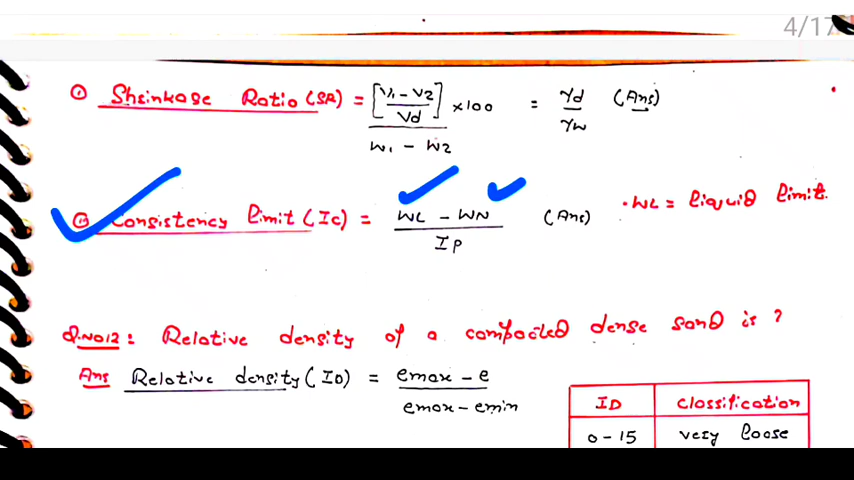 4/17
① Shrinkage Ratio (SR) = [V1 - V2 / Vd] × 100 / W1 - W2 = γd / γw (Ans)
② Consistency limit (Ic) = WL - WN / IP (Ans) • WL = liquid limit.
Q.NO12: Relative density of a compacted dense sand is ?
Ans Relative density (ID) = emax - e / emax - emin
ID classification
0-15 very loose